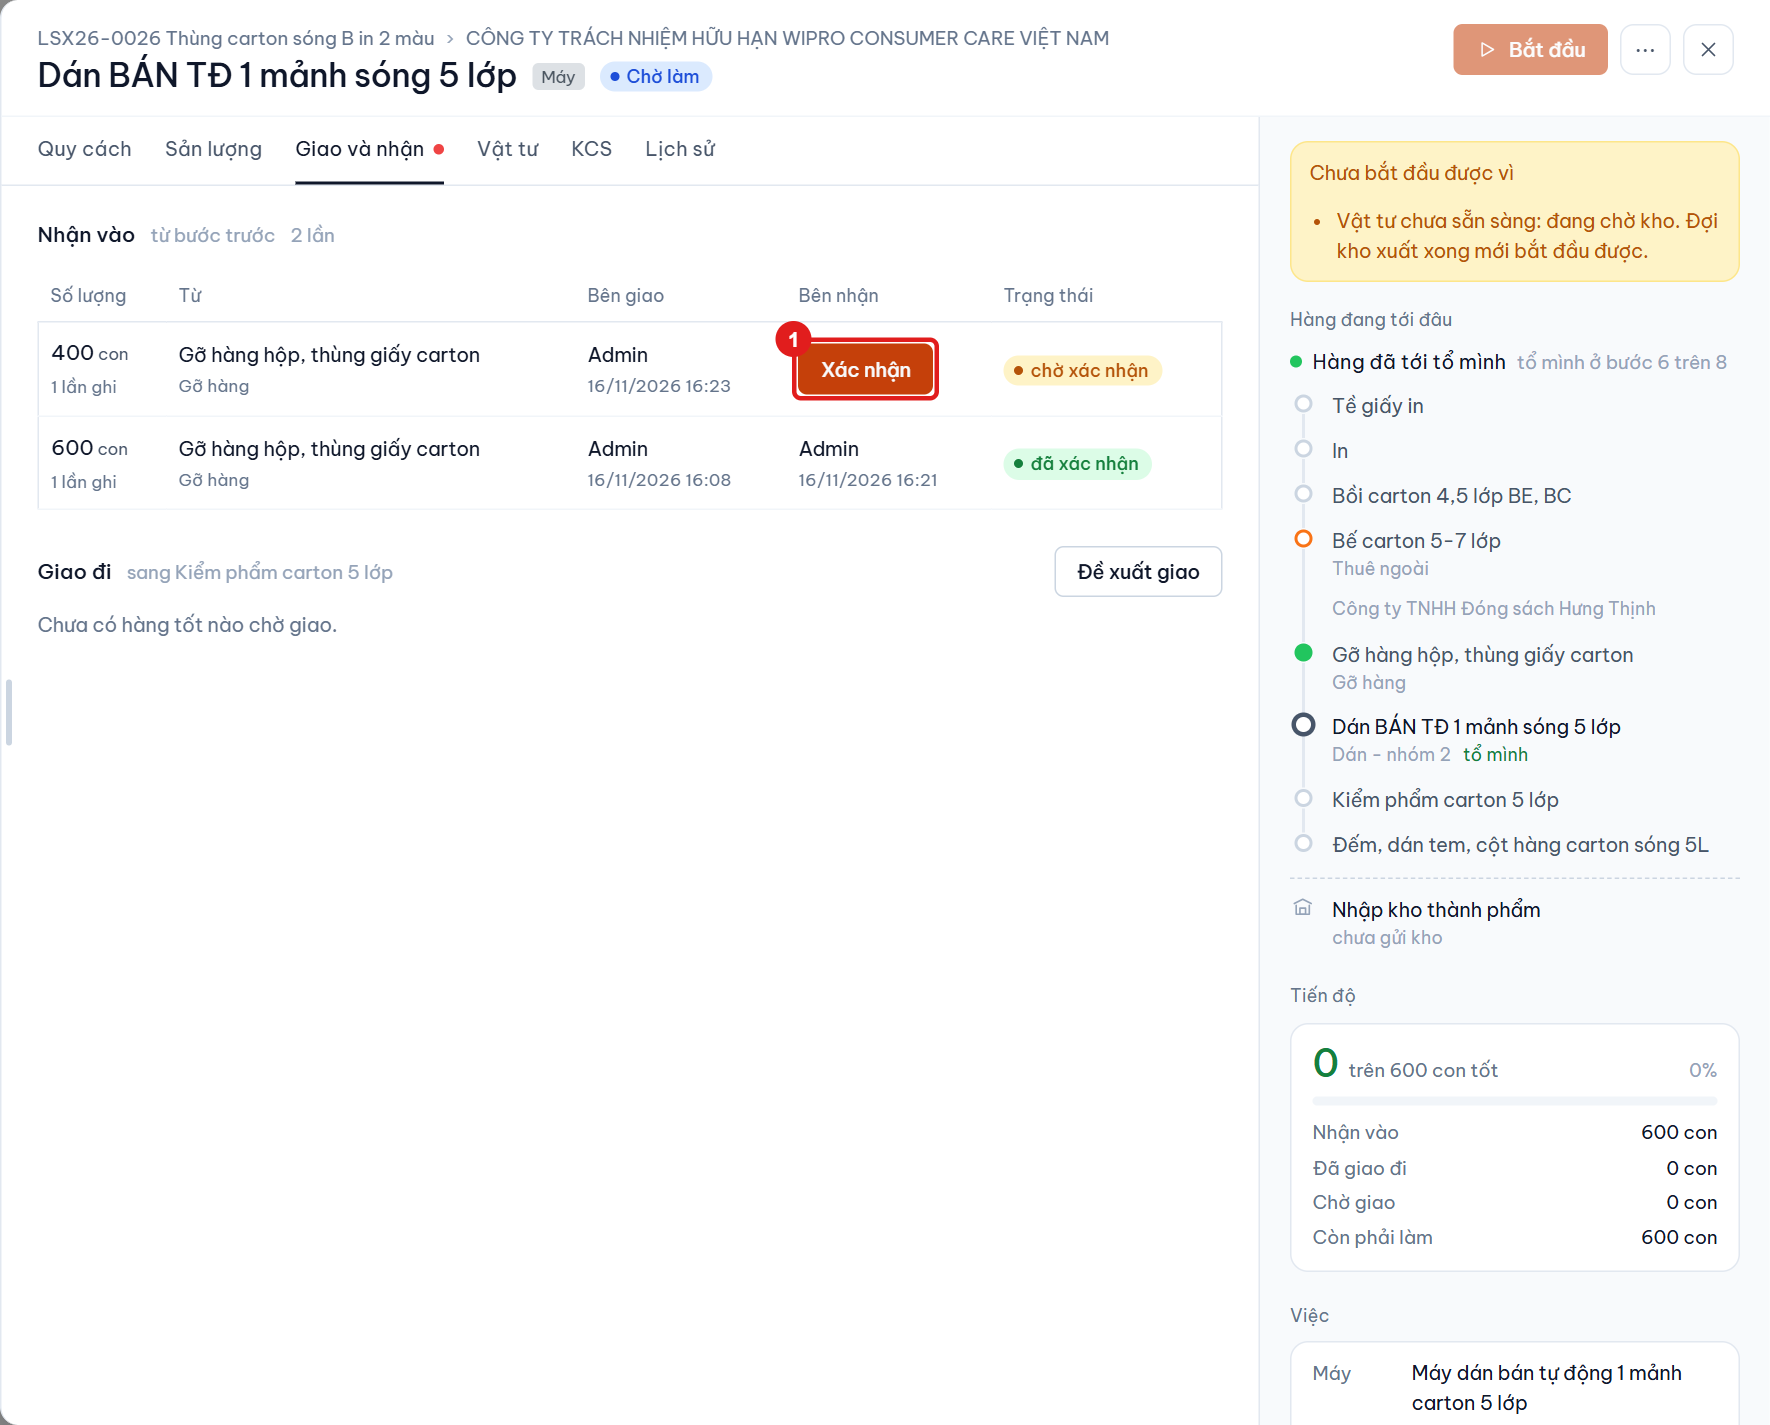 LSX26-0026 Thùng carton sóng B in 2 màu › CÔNG TY TRÁCH NHIỆM HỮU HẠN WIPRO CONSUMER CARE VIỆT NAM
Dán BÁN TĐ 1 mảnh sóng 5 lớp Máy Chờ làm
Bắt đầu
Quy cách Sản lượng Giao và nhận Vật tư KCS Lịch sử
Nhận vào từ bước trước 2 lần
Số lượng Từ Bên giao Bên nhận Trạng thái
400 con Gỡ hàng hộp, thùng giấy carton Admin 1 Xác nhận chờ xác nhận
1 lần ghi Gỡ hàng 16/11/2026 16:23
600 con Gỡ hàng hộp, thùng giấy carton Admin Admin đã xác nhận
1 lần ghi Gỡ hàng 16/11/2026 16:08 16/11/2026 16:21
Giao đi sang Kiểm phẩm carton 5 lớp Đề xuất giao
Chưa có hàng tốt nào chờ giao.
Chưa bắt đầu được vì
• Vật tư chưa sẵn sàng: đang chờ kho. Đợi
kho xuất xong mới bắt đầu được.
Hàng đang tới đâu
Hàng đã tới tổ mình tổ mình ở bước 6 trên 8
Tề giấy in
In
Bồi carton 4,5 lớp BE, BC
Bế carton 5-7 lớp
Thuê ngoài
Công ty TNHH Đóng sách Hưng Thịnh
Gỡ hàng hộp, thùng giấy carton
Gỡ hàng
Dán BÁN TĐ 1 mảnh sóng 5 lớp
Dán - nhóm 2 tổ mình
Kiểm phẩm carton 5 lớp
Đếm, dán tem, cột hàng carton sóng 5L
Nhập kho thành phẩm
chưa gửi kho
Tiến độ
0 trên 600 con tốt 0%
Nhận vào 600 con
Đã giao đi 0 con
Chờ giao 0 con
Còn phải làm 600 con
Việc
Máy Máy dán bán tự động 1 mảnh
carton 5 lớp